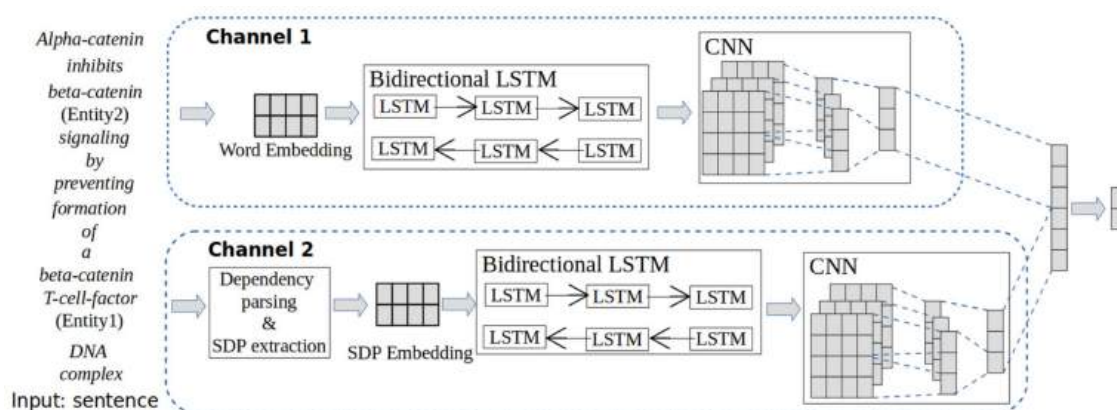 Alpha-catenin
inhibits
beta-catenin
(Entity2)
signaling
by
preventing
formation
of
a
beta-catenin
T-cell-factor
(Entity1)
DNA
complex
Input: sentence
Channel 1
Word Embedding
Bidirectional LSTM
LSTM LSTM LSTM
LSTM LSTM LSTM
CNN
Channel 2
Dependency
parsing
&
SDP extraction
SDP Embedding
Bidirectional LSTM
LSTM LSTM LSTM
LSTM LSTM LSTM
CNN